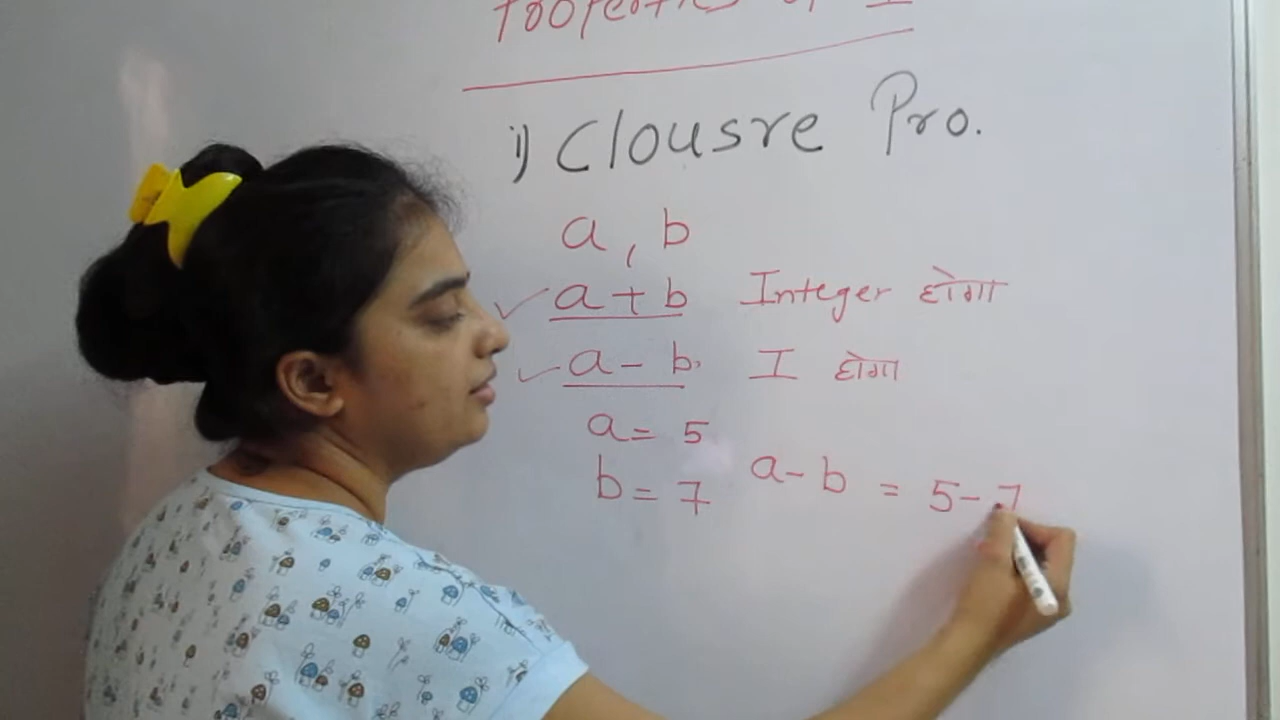 Properties of I
i) Clousre Pro.
a, b
✓ a + b Integer होगा
✓ a - b. I होगा
a = 5
b = 7 a - b = 5 - 7